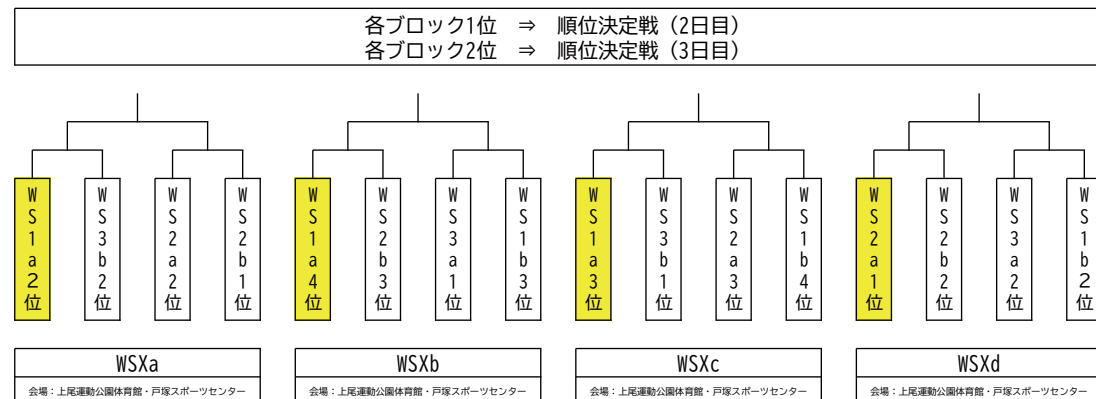 各ブロック1位　⇒　順位決定戦（2日目）
各ブロック2位　⇒　順位決定戦（3日目）
WS1a2位
WS3b2位
WS2a2位
WS2b1位
WS1a4位
WS2b3位
WS3a1位
WS1b3位
WS1a3位
WS3b1位
WS2a3位
WS1b4位
WS2a1位
WS2b2位
WS3a2位
WS1b2位
WSXa
会場：上尾運動公園体育館・戸塚スポーツセンター
WSXb
会場：上尾運動公園体育館・戸塚スポーツセンター
WSXc
会場：上尾運動公園体育館・戸塚スポーツセンター
WSXd
会場：上尾運動公園体育館・戸塚スポーツセンター